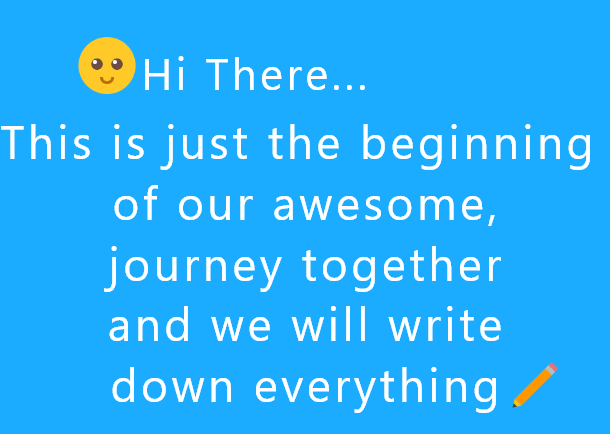 Hi There...
This is just the beginning
of our awesome,
journey together
and we will write
down everything